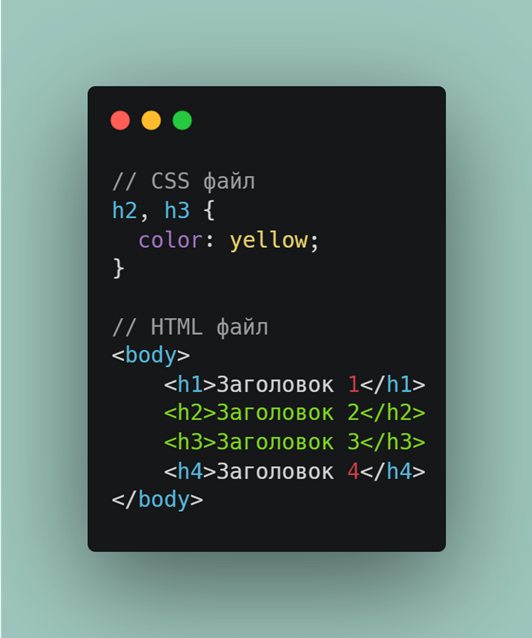 // CSS файл
h2, h3 {
  color: yellow;
}
// HTML файл
<body>
    <h1>Заголовок 1</h1>
    <h2>Заголовок 2</h2>
    <h3>Заголовок 3</h3>
    <h4>Заголовок 4</h4>
</body>